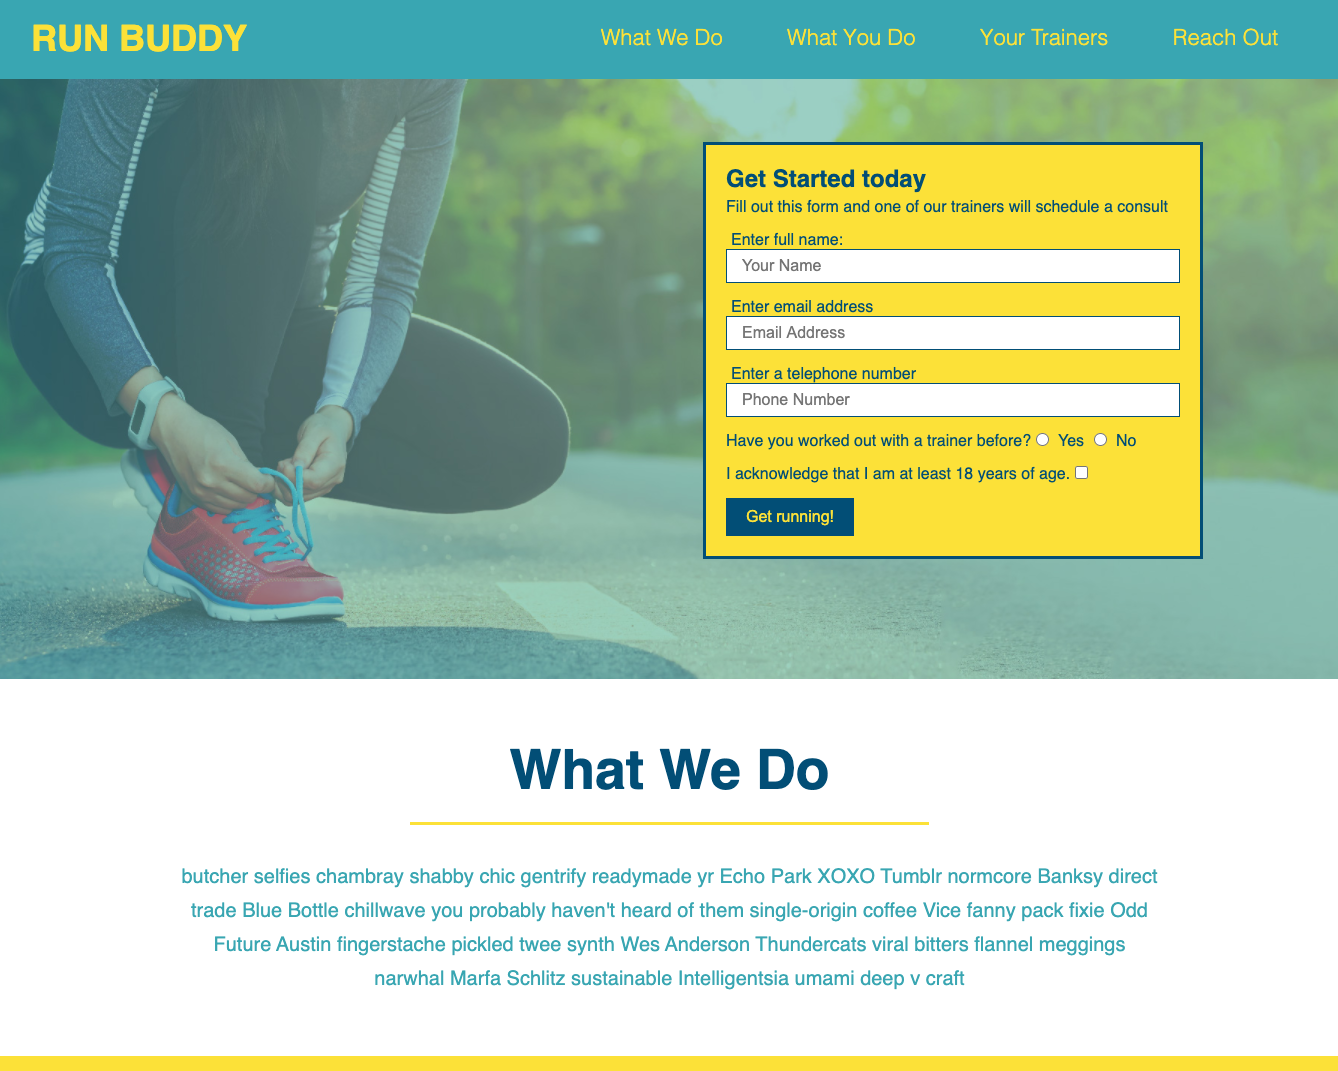 RUN BUDDY
What We Do
What You Do
Your Trainers
Reach Out
Get Started today
Fill out this form and one of our trainers will schedule a consult
Enter full name:
Your Name
Enter email address
Email Address
Enter a telephone number
Phone Number
Have you worked out with a trainer before? Yes No
I acknowledge that I am at least 18 years of age.
Get running!
What We Do
butcher selfies chambray shabby chic gentrify readymade yr Echo Park XOXO Tumblr normcore Banksy direct
trade Blue Bottle chillwave you probably haven't heard of them single-origin coffee Vice fanny pack fixie Odd
Future Austin fingerstache pickled twee synth Wes Anderson Thundercats viral bitters flannel meggings
narwhal Marfa Schlitz sustainable Intelligentsia umami deep v craft